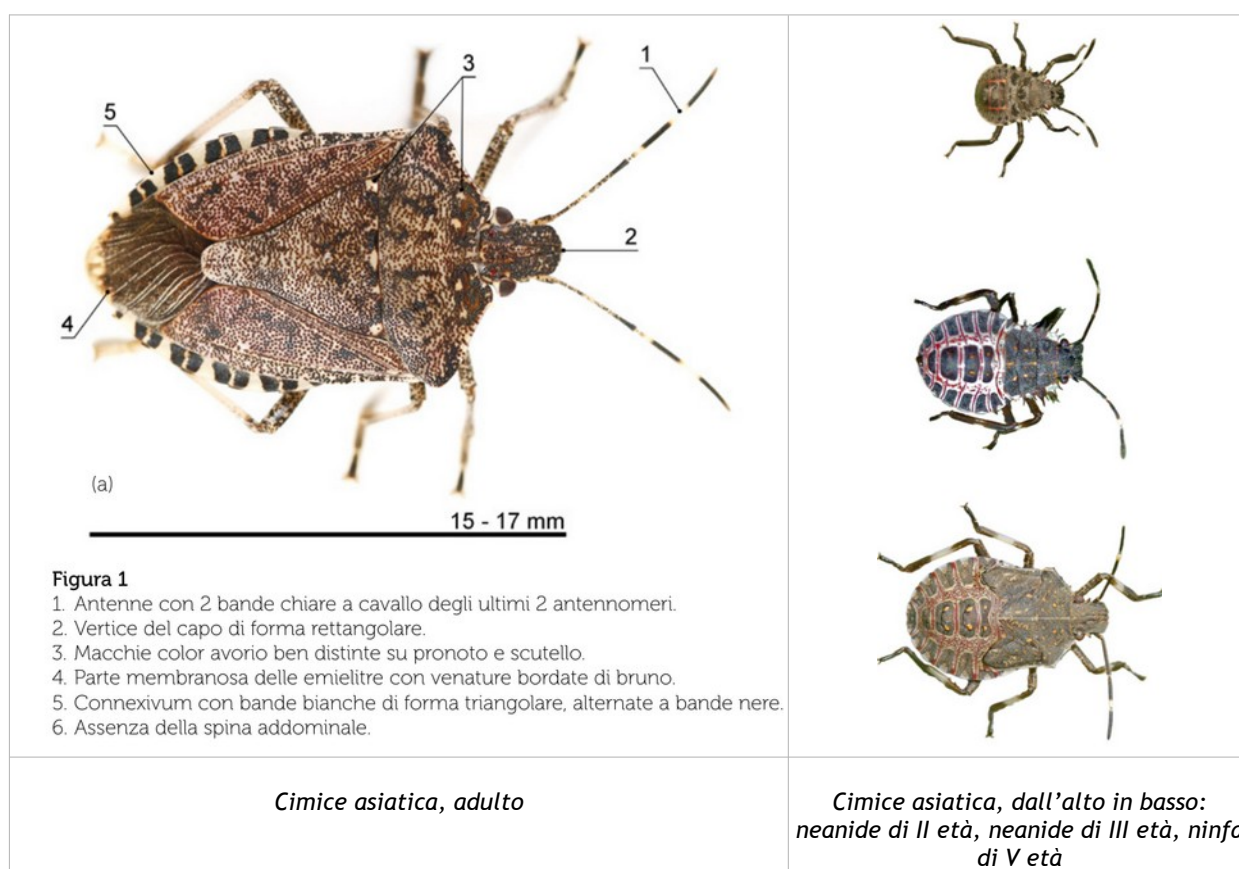 3
1
5
2
4
(a)
15 - 17 mm
Figura 1
1. Antenne con 2 bande chiare a cavallo degli ultimi 2 antennomeri.
2. Vertice del capo di forma rettangolare.
3. Macchie color avorio ben distinte su pronoto e scutello.
4. Parte membranosa delle emielitre con venature bordate di bruno.
5. Connexivum con bande bianche di forma triangolare, alternate a bande nere.
6. Assenza della spina addominale.
Cimice asiatica, adulto
Cimice asiatica, dall’alto in basso:
neanide di II età, neanide di III età, ninfa
di V età